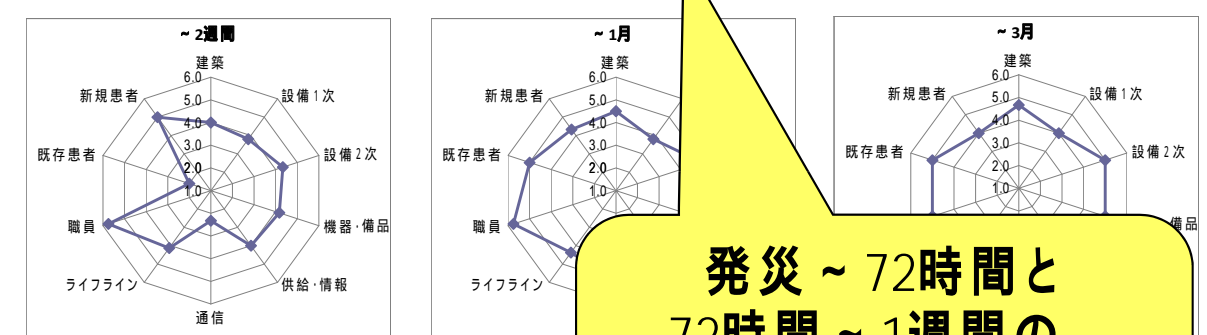 ~ 2週間
建築
6.0
5.0
4.0
3.0
2.0
1.0
設備1次
設備2次
機器・備品
供給・情報
通信
ライフライン
職員
既存患者
新規患者
~ 1月
建築
6.0
5.0
4.0
3.0
2.0
1.0
新規患者
既存患者
職員
ライフライン
~ 3月
建築
6.0
5.0
4.0
3.0
2.0
1.0
設備1次
設備2次
備品
新規患者
既存患者
発災~72時間と
72時間~1週間の